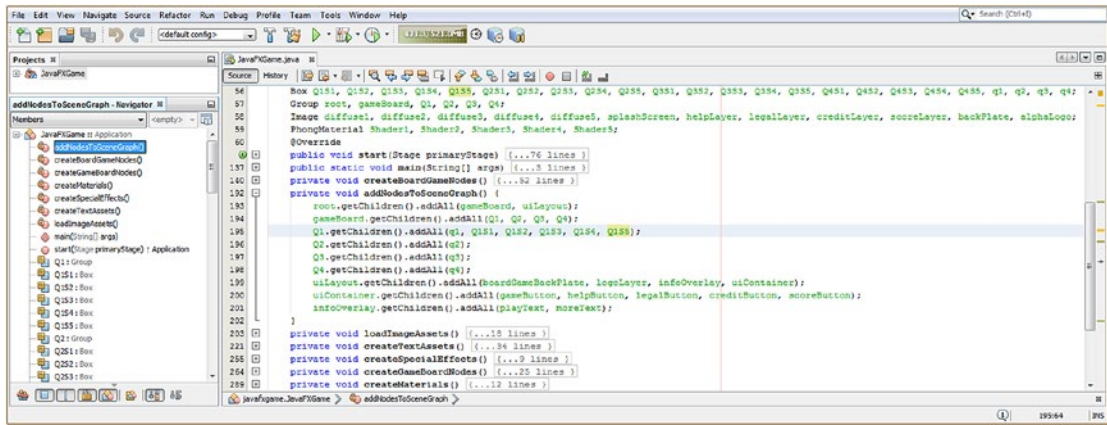 File Edit View Navigate Source Refactor Run Debug Profile Team Tools Window Help
Search (Ctrl+I)
<default config>
Projects
JavaFXGame
addNodesToSceneGraph - Navigator
Members
<empty>
JavaFXGame :: Application
addNodesToSceneGraph()
createBoardGameNodes()
createGameBoardNodes()
createMaterials()
createSpecialEffects()
createTextAssets()
loadImageAssets()
main(String[] args)
start(Stage primaryStage) ↑ Application
Q1 : Group
Q1S1 : Box
Q1S2 : Box
Q1S3 : Box
Q1S4 : Box
Q1S5 : Box
Q2 : Group
Q2S1 : Box
Q2S2 : Box
Q2S3 : Box
JavaFXGame.java
Source History
56 Box Q1S1, Q1S2, Q1S3, Q1S4, Q1S5, Q2S1, Q2S2, Q2S3, Q2S4, Q2S5, Q3S1, Q3S2, Q3S3, Q3S4, Q3S5, Q4S1, Q4S2, Q4S3, Q4S4, Q4S5, q1, q2, q3, q4;
57 Group root, gameBoard, Q1, Q2, Q3, Q4;
58 Image diffuse1, diffuse2, diffuse3, diffuse4, diffuse5, splashScreen, helpLayer, legalLayer, creditLayer, scoreLayer, backPlate, alphaLogo;
59 PhongMaterial Shader1, Shader2, Shader3, Shader4, Shader5;
60 @Override
public void start(Stage primaryStage) {...76 lines }
137 public static void main(String[] args) {...3 lines }
140 private void createBoardGameNodes() {...52 lines }
192 private void addNodesToSceneGraph() {
193 root.getChildren().addAll(gameBoard, uiLayout);
194 gameBoard.getChildren().addAll(Q1, Q2, Q3, Q4);
195 Q1.getChildren().addAll(q1, Q1S1, Q1S2, Q1S3, Q1S4, Q1S5);
196 Q2.getChildren().addAll(q2);
197 Q3.getChildren().addAll(q3);
198 Q4.getChildren().addAll(q4);
199 uiLayout.getChildren().addAll(boardGameBackPlate, logoLayer, infoOverlay, uiContainer);
200 uiContainer.getChildren().addAll(gameButton, helpButton, legalButton, creditButton, scoreButton);
201 infoOverlay.getChildren().addAll(playText, moreText);
202 }
203 private void loadImageAssets() {...18 lines }
221 private void createTextAssets() {...34 lines }
255 private void createSpecialEffects() {...9 lines }
264 private void createGameBoardNodes() {...25 lines }
289 private void createMaterials() {...12 lines }
javafxgame.JavaFXGame
addNodesToSceneGraph
195:64
INS